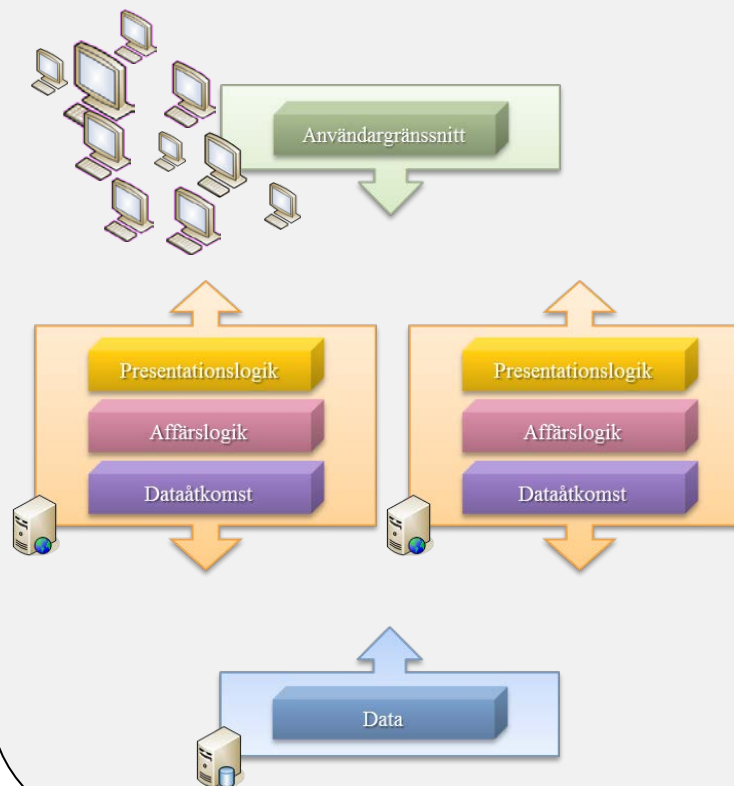 Användargränssnitt
Presentationslogik
Affärslogik
Dataåtkomst
Presentationslogik
Affärslogik
Dataåtkomst
Data